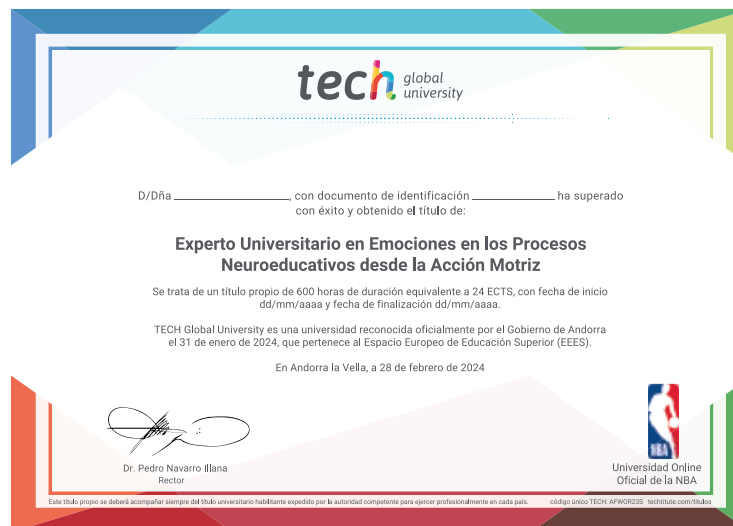 tech global
university
D/Dña ______________, con documento de identificación ____________ ha superado
con éxito y obtenido el título de:
Experto Universitario en Emociones en los Procesos
Neuroeducativos desde la Acción Motriz
Se trata de un título propio de 600 horas de duración equivalente a 24 ECTS, con fecha de inicio
dd/mm/aaaa y fecha de finalización dd/mm/aaaa.
TECH Global University es una universidad reconocida oficialmente por el Gobierno de Andorra
el 31 de enero de 2024, que pertenece al Espacio Europeo de Educación Superior (EEES).
En Andorra la Vella, a 28 de febrero de 2024
Dr. Pedro Navarro Illana
Rector
NBA
Universidad Online
Oficial de la NBA
Este título propio se deberá acompañar siempre del título universitario habilitante expedido por la autoridad competente para ejercer profesionalmente en cada país. código único TECH: AFWOR23S techtitute.com/titulos